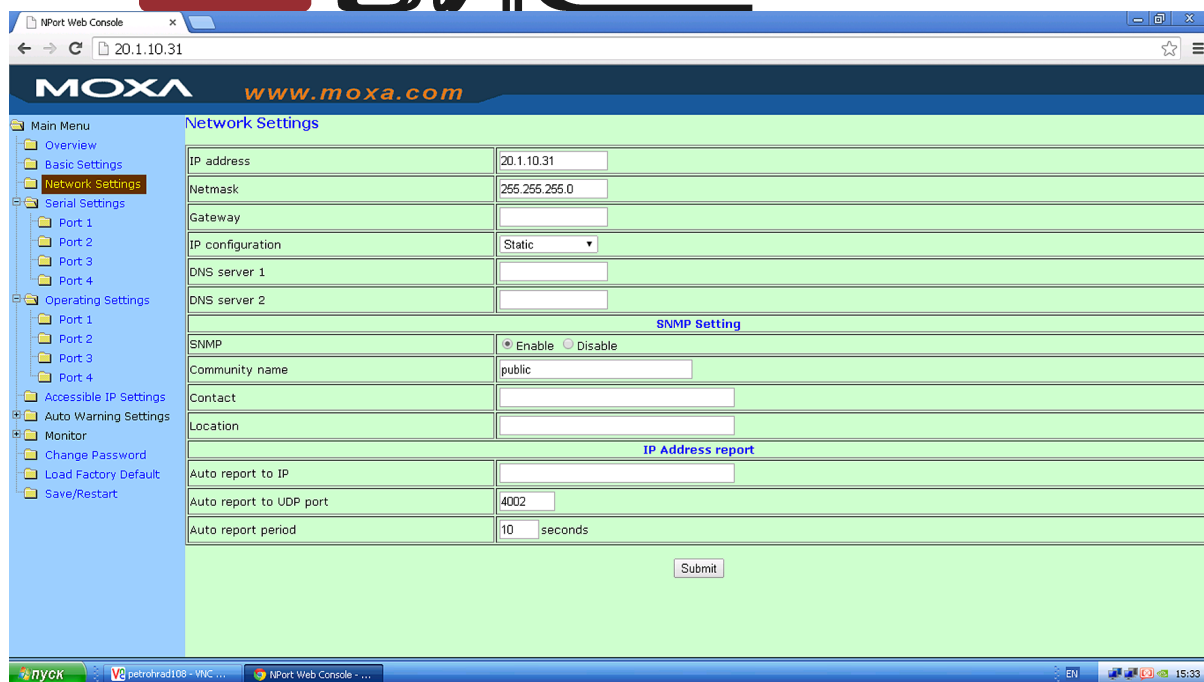 NPort Web Console
20.1.10.31
MOXA www.moxa.com
Main Menu
Overview
Basic Settings
Network Settings
Serial Settings
Port 1
Port 2
Port 3
Port 4
Operating Settings
Port 1
Port 2
Port 3
Port 4
Accessible IP Settings
Auto Warning Settings
Monitor
Change Password
Load Factory Default
Save/Restart
Network Settings
IP address 20.1.10.31
Netmask 255.255.255.0
Gateway
IP configuration Static
DNS server 1
DNS server 2
SNMP Setting
SNMP Enable Disable
Community name public
Contact
Location
IP Address report
Auto report to IP
Auto report to UDP port 4002
Auto report period 10 seconds
Submit
пуск petrohrad108 - VNC ... NPort Web Console - ... EN 15:33